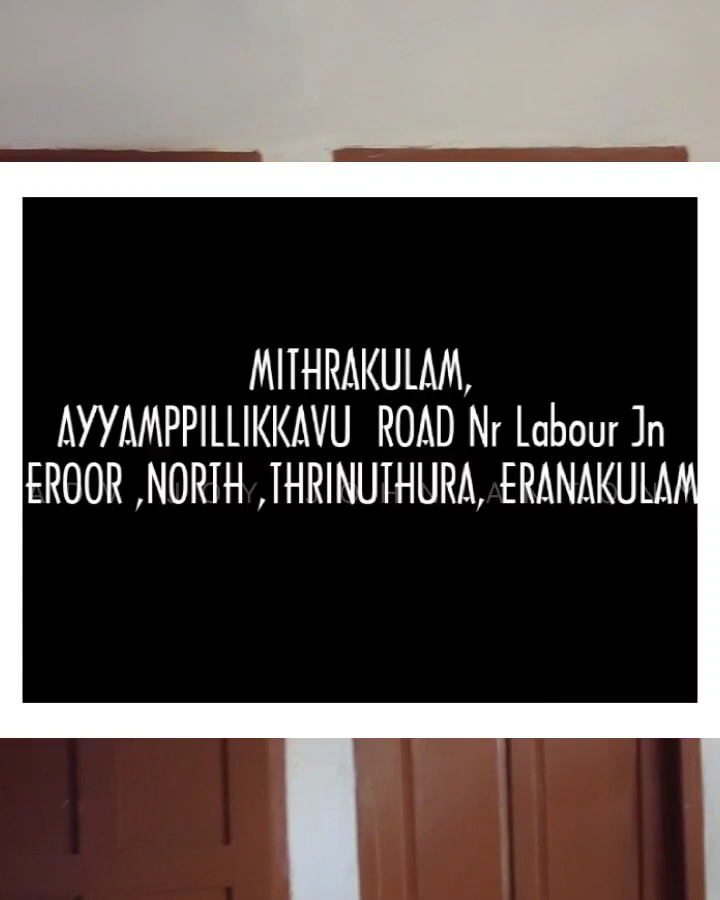 MITHRAKULAM,
AYYAMPPILLIKKAVU ROAD Nr Labour Jn
EROOR ,NORTH ,THRINUTHURA, ERANAKULAM